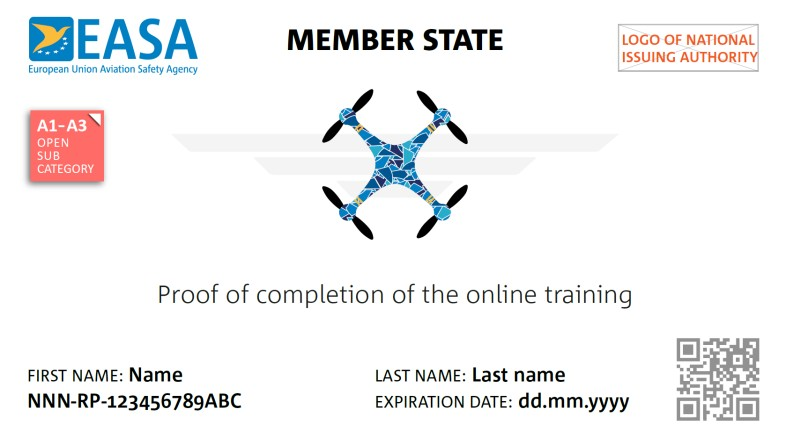 EASA
European Union Aviation Safety Agency
MEMBER STATE
LOGO OF NATIONAL
ISSUING AUTHORITY
A1-A3
OPEN
SUB
CATEGORY
Proof of completion of the online training
FIRST NAME: Name
LAST NAME: Last name
NNN-RP-123456789ABC
EXPIRATION DATE: dd.mm.yyyy